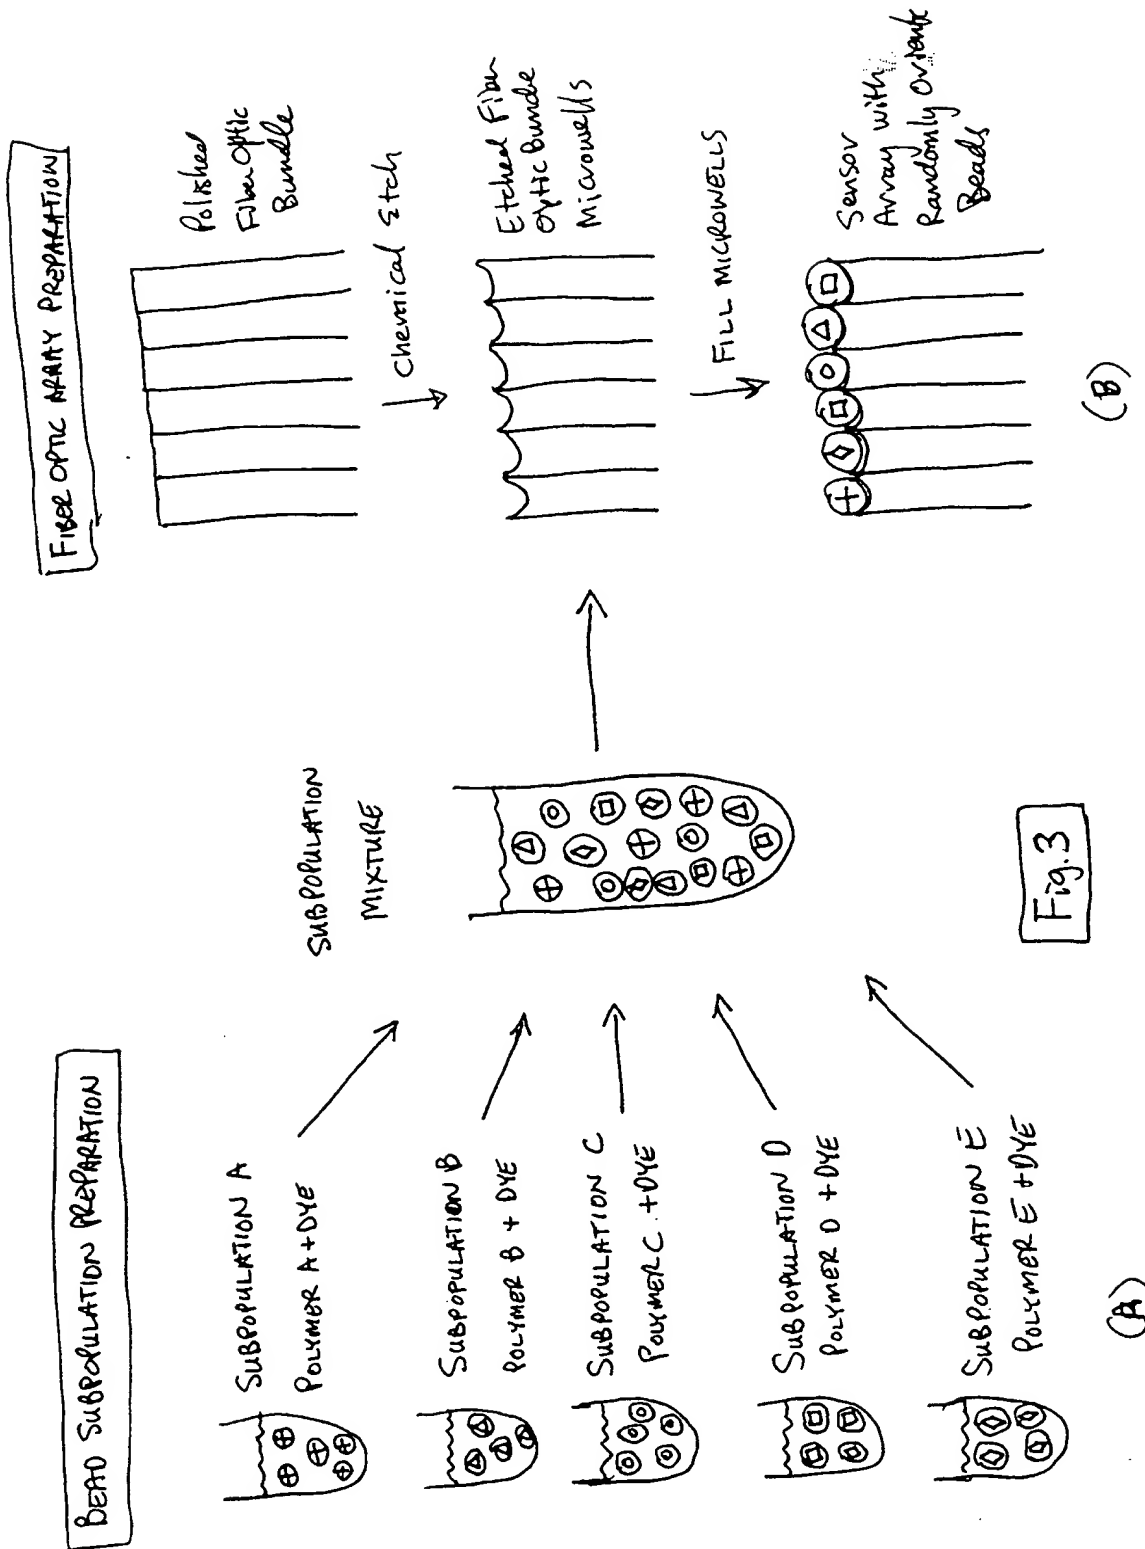 BEAD SUBPOPULATION PREPARATION
SUBPOPULATION A
POLYMER A + DYE
SUBPOPULATION B
POLYMER B + DYE
SUBPOPULATION C
POLYMER C . + DYE
SUBPOPULATION D
POLYMER D + DYE
SUBPOPULATION E
POLYMER E + DYE
(A)
SUBPOPULATION
MIXTURE
Fig. 3
FIBER OPTIC ARRAY PREPARATION
Polished
Fiber Optic
Bundle
Chemical Etch
Etched Fiber
Optic Bunde
Microwells
FILL MICROWELLS
Sensor
Array with
Randomly Oriente
Beads
(B)